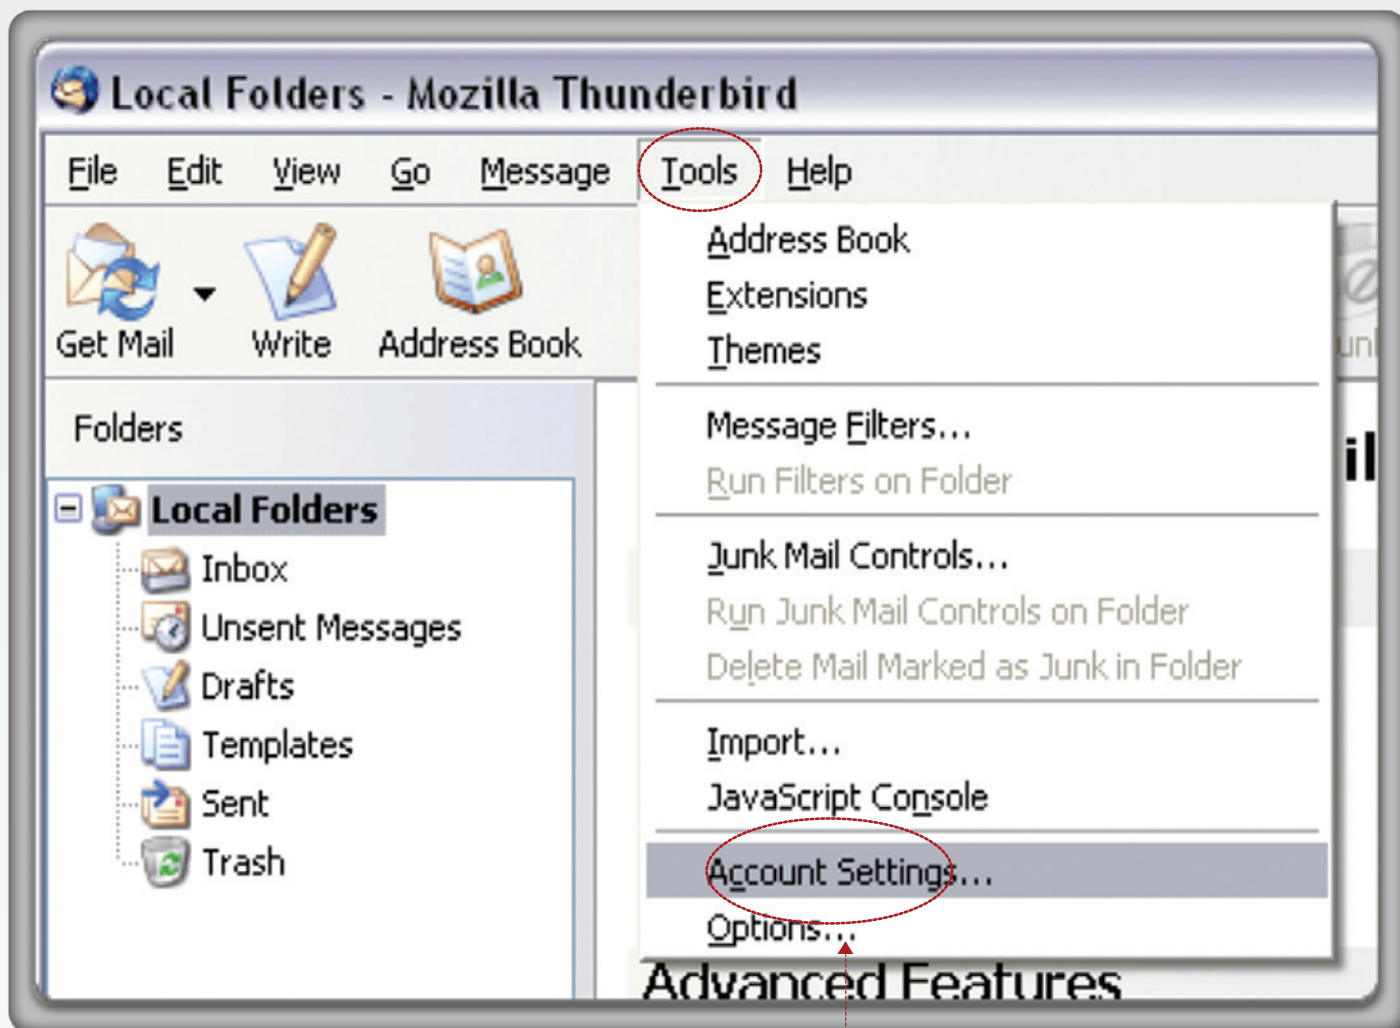 Local Folders - Mozilla Thunderbird
File Edit View Go Message Tools Help
Get Mail Write Address Book
Folders
Local Folders
Inbox
Unsent Messages
Drafts
Templates
Sent
Trash
Address Book
Extensions
Themes
Message Filters...
Run Filters on Folder
Junk Mail Controls...
Run Junk Mail Controls on Folder
Delete Mail Marked as Junk in Folder
Import...
JavaScript Console
Account Settings...
Options...
Advanced Features